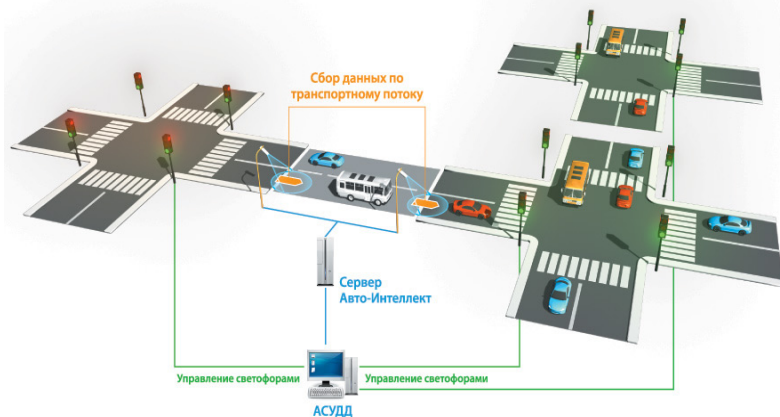 Сбор данных по
транспортному потоку
Сервер
Авто-Интеллект
Управление светофорами
Управление светофорами
АСУДД